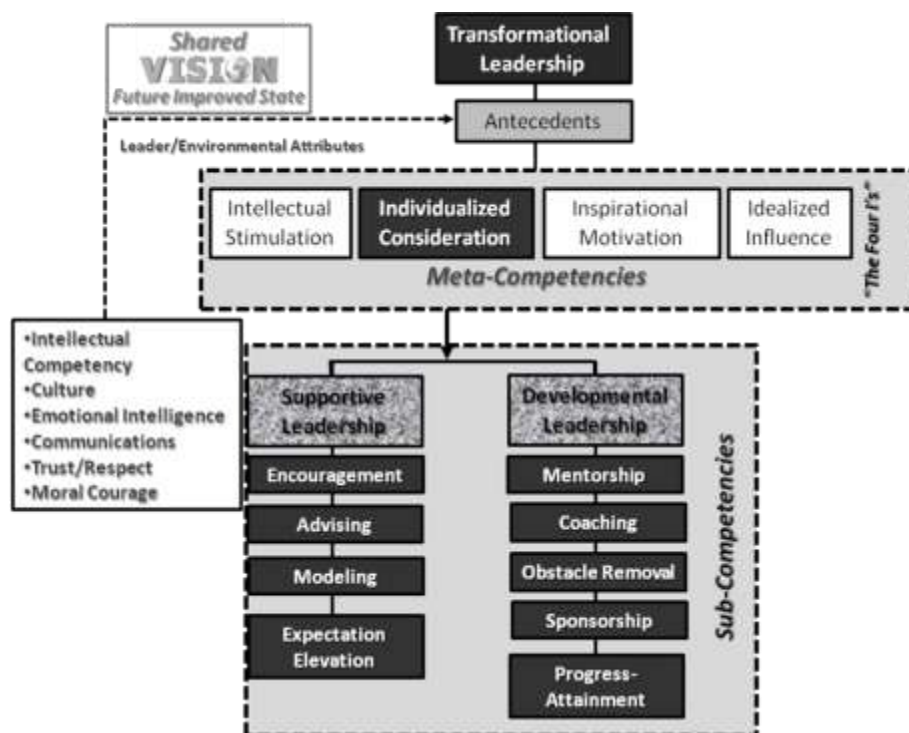 Shared
VISION
Future Improved State
Transformational
Leadership
Antecedents
Leader/Environmental Attributes
Intellectual
Stimulation
Individualized
Consideration
Inspirational
Motivation
Idealized
Influence
"The Four I's"
Meta-Competencies
•Intellectual
Competency
•Culture
•Emotional Intelligence
•Communications
•Trust/Respect
•Moral Courage
Supportive
Leadership
Encouragement
Advising
Modeling
Expectation
Elevation
Developmental
Leadership
Mentorship
Coaching
Obstacle Removal
Sponsorship
Progress-
Attainment
Sub-Competencies